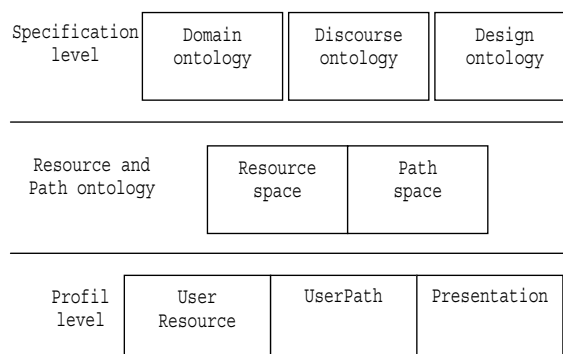 Specification level
Domain ontology
Discourse ontology
Design ontology
Resource and Path ontology
Resource space
Path space
Profil level
User Resource
UserPath
Presentation